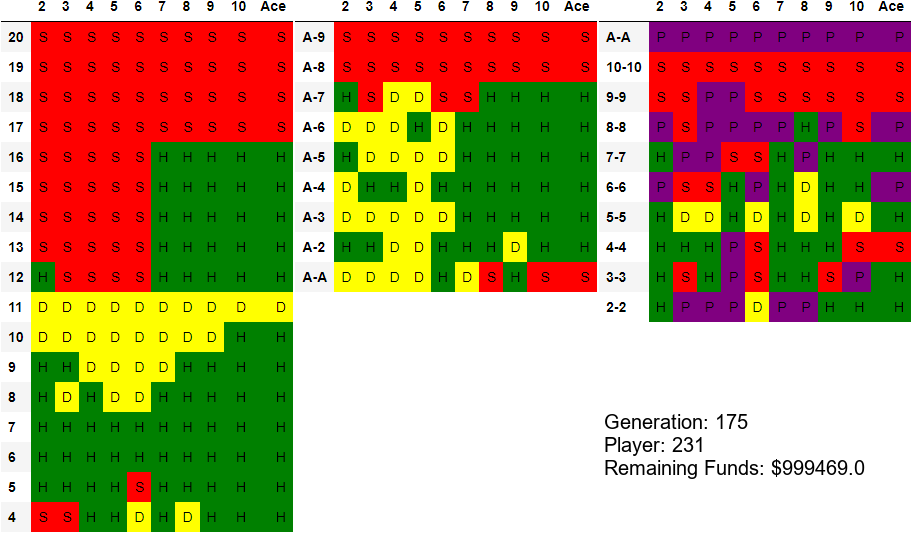 2 3 4 5 6 7 8 9 10 Ace
20 S S S S S S S S S S
19 S S S S S S S S S S
18 S S S S S S S S S S
17 S S S S S S S S S S
16 S S S S S H H H H H
15 S S S S S H H H H H
14 S S S S S H H H H H
13 S S S S S H H H H H
12 H S S S S H H H H H
11 D D D D D D D D D D
10 D D D D D D D D H H
9 H H D D D D H H H H
8 H D H D D H H H H H
7 H H H H H H H H H H
6 H H H H H H H H H H
5 H H H H S H H H H H
4 S S H H D H D H H H
2 3 4 5 6 7 8 9 10 Ace
A-9 S S S S S S S S S S
A-8 S S S S S S S S S S
A-7 H S D D S S H H H H
A-6 D D D H D H H H H H
A-5 H D D D D H H H H H
A-4 D H H D H H H H H H
A-3 D D D D D H H H H H
A-2 H H D D H H H D H H
A-A D D D D H D S H S S
2 3 4 5 6 7 8 9 10 Ace
A-A P P P P P P P P P P
10-10 S S S S S S S S S S
9-9 S S P P S S S S S S
8-8 P S P P P P H P S P
7-7 H P P S S H P H H H
6-6 P S S H P H D H H P
5-5 H D D H D H D H D H
4-4 H H H P S H H H S S
3-3 H S H P S H H S P H
2-2 H P P P D P P H H H
Generation: 175
Player: 231
Remaining Funds: $999469.0